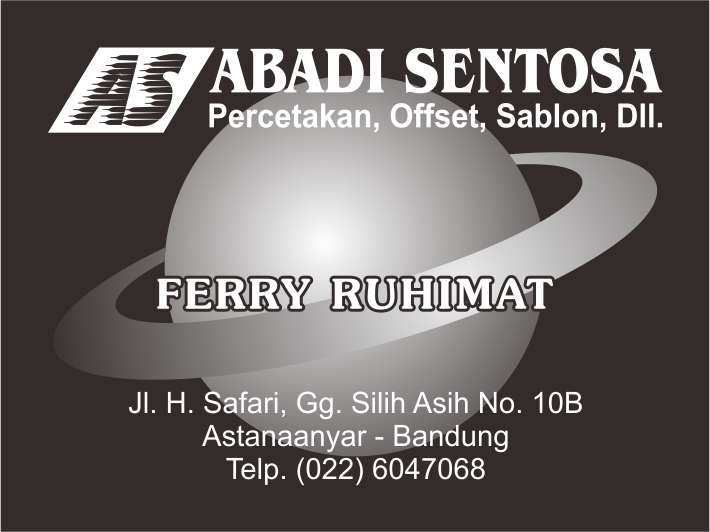 AS ABADI SENTOSA
Percetakan, Offset, Sablon, Dll.
FERRY RUHIMAT
Jl. H. Safari, Gg. Silih Asih No. 10B
Astanaanyar - Bandung
Telp. (022) 6047068